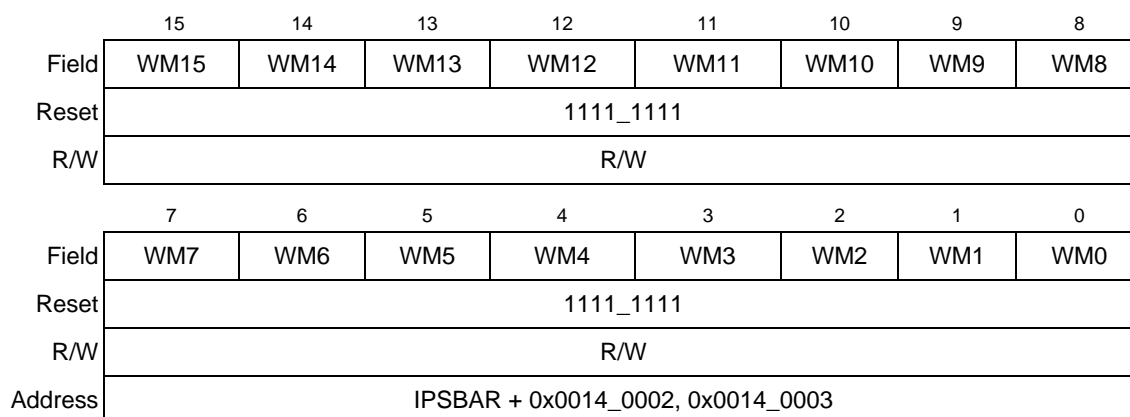 15 14 13 12 11 10 9 8
Field WM15 WM14 WM13 WM12 WM11 WM10 WM9 WM8
Reset 1111_1111
R/W R/W
7 6 5 4 3 2 1 0
Field WM7 WM6 WM5 WM4 WM3 WM2 WM1 WM0
Reset 1111_1111
R/W R/W
Address IPSBAR + 0x0014_0002, 0x0014_0003